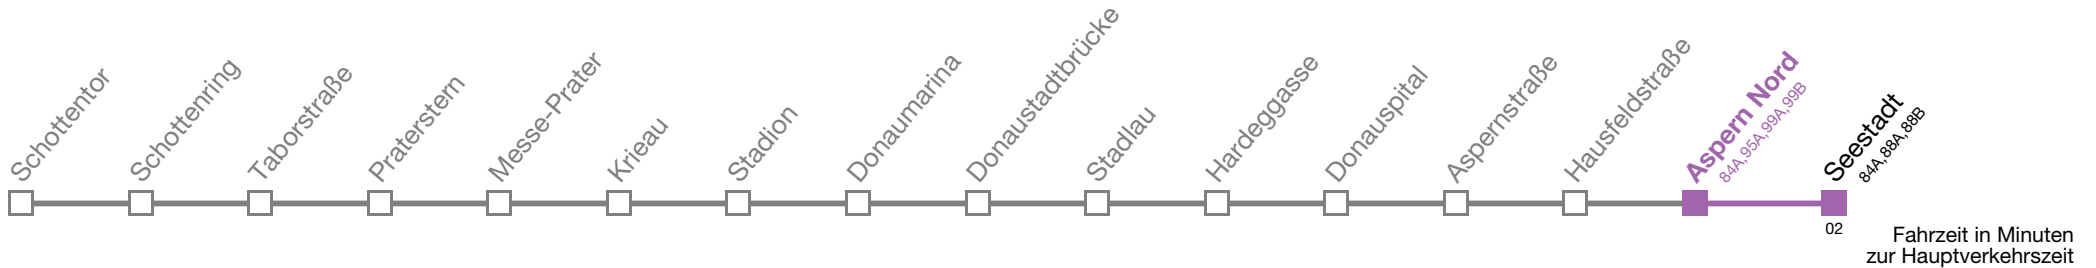 Schottentor
Schottenring
Taborstraße
Praterstern
Messe-Prater
Krieau
Stadion
Donaumarina
Donaustadtbrücke
Stadlau
Hardeggasse
Donauspital
Aspernstraße
Hausfeldstraße
Aspern Nord
84A,95A,99A,99B
Seestadt
84A,88A,88B
02
Fahrzeit in Minuten
zur Hauptverkehrszeit